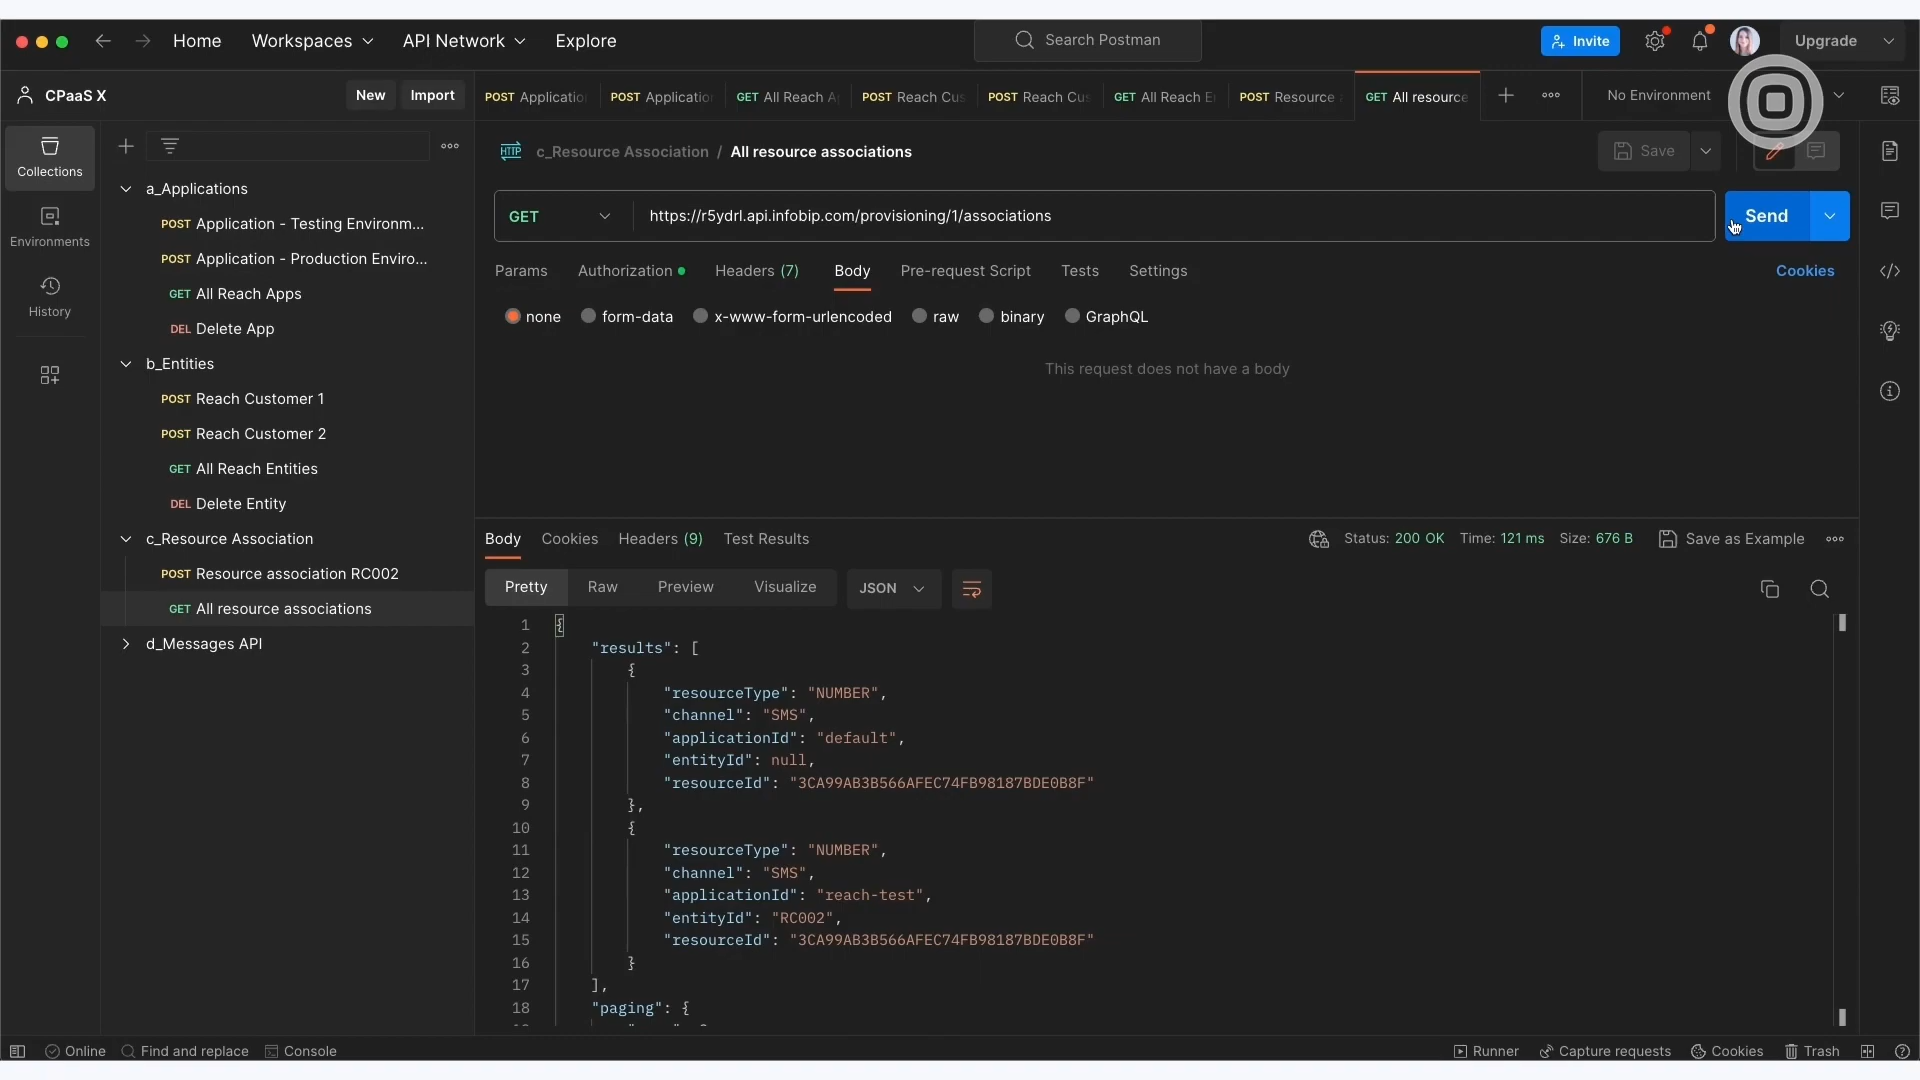 Home
Workspaces
API Network
Explore
Search Postman
Invite
Upgrade
CPaaS X
New
Import
POST Applicatio
POST Application
GET All Reach A
POST Reach Cus
POST Reach Cus
GET All Reach E
POST Resource
GET All resource
No Environment
Collections
Environments
History
a_Applications
POST Application - Testing Environm...
POST Application - Production Enviro...
GET All Reach Apps
DEL Delete App
b_Entities
POST Reach Customer 1
POST Reach Customer 2
GET All Reach Entities
DEL Delete Entity
c_Resource Association
POST Resource association RC002
GET All resource associations
d_Messages API
HTTP c_Resource Association / All resource associations
Save
GET
https://r5ydrl.api.infobip.com/provisioning/1/associations
Send
Params
Authorization
Headers (7)
Body
Pre-request Script
Tests
Settings
Cookies
none
form-data
x-www-form-urlencoded
raw
binary
GraphQL
This request does not have a body
Body
Cookies
Headers (9)
Test Results
Status: 200 OK
Time: 121 ms
Size: 676 B
Save as Example
Pretty
Raw
Preview
Visualize
JSON
1 {
2 "results": [
3 {
4 "resourceType": "NUMBER",
5 "channel": "SMS",
6 "applicationId": "default",
7 "entityId": null,
8 "resourceId": "3CA99AB3B566AFEC74FB98187BDE0B8F"
9 },
10 {
11 "resourceType": "NUMBER",
12 "channel": "SMS",
13 "applicationId": "reach-test",
14 "entityId": "RC002",
15 "resourceId": "3CA99AB3B566AFEC74FB98187BDE0B8F"
16 }
17 ],
18 "paging": {
Online
Find and replace
Console
Runner
Capture requests
Cookies
Trash